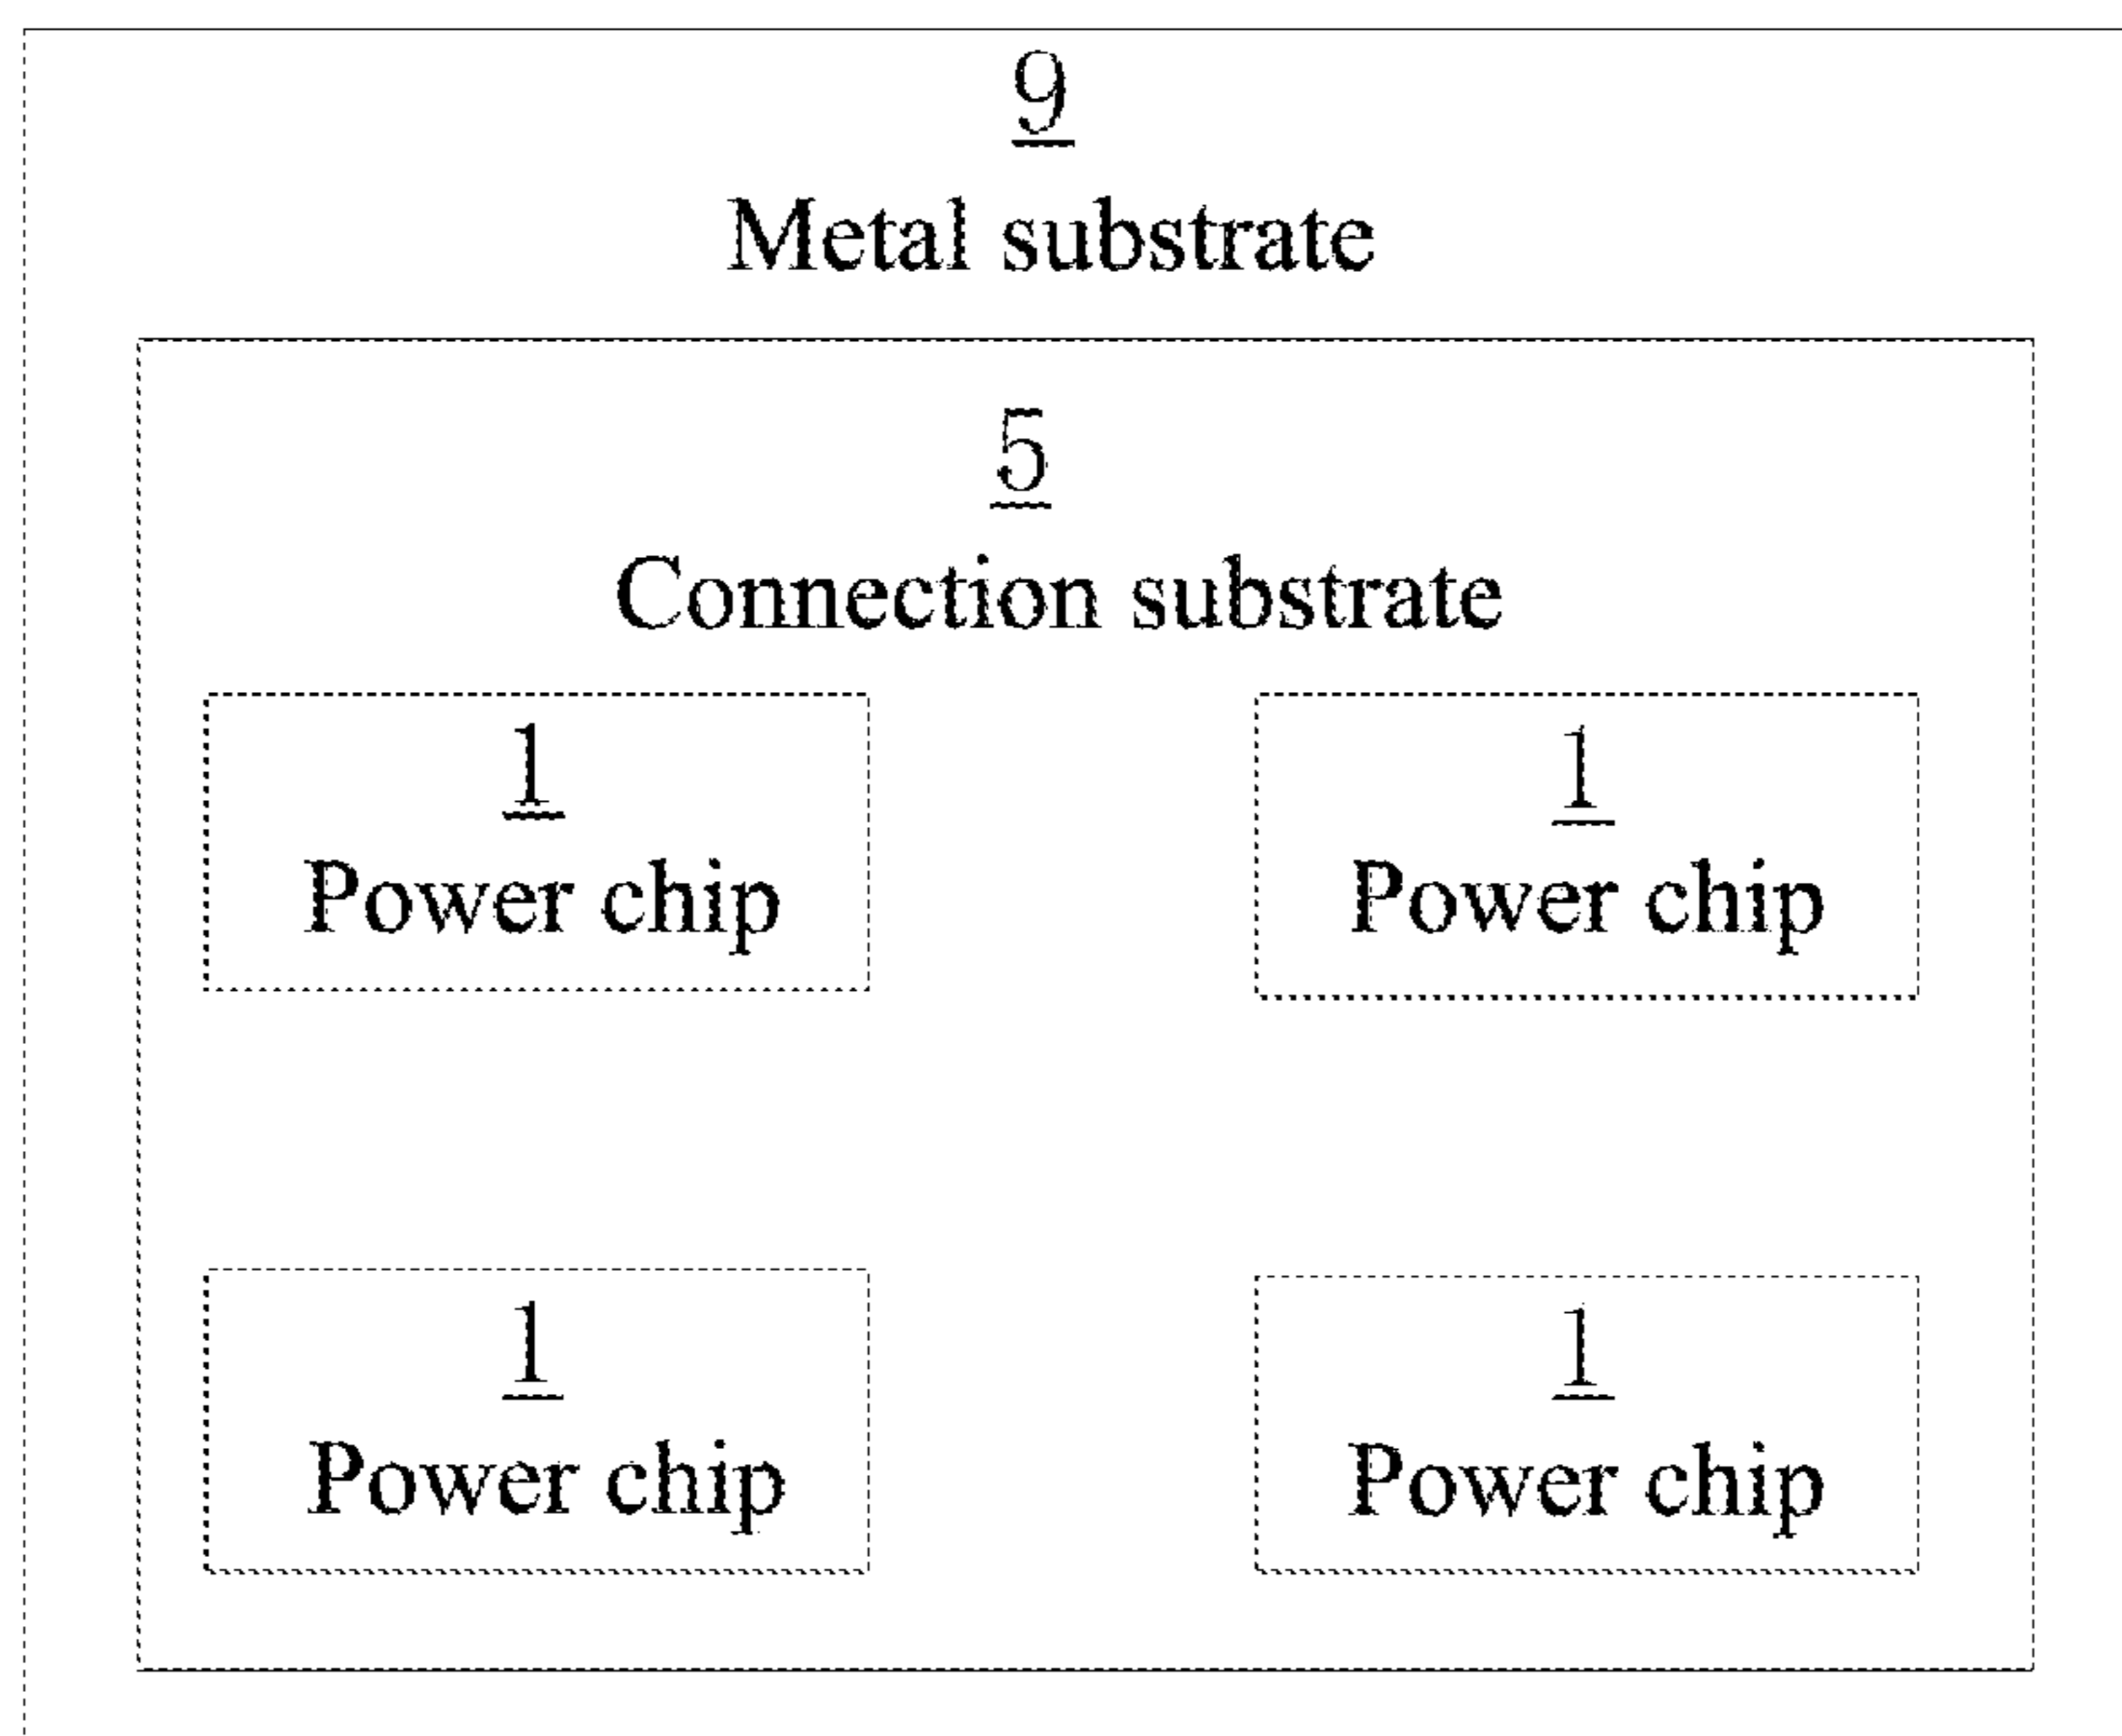 9
Metal substrate
5
Connection substrate
1
Power chip
1
Power chip
1
Power chip
1
Power chip